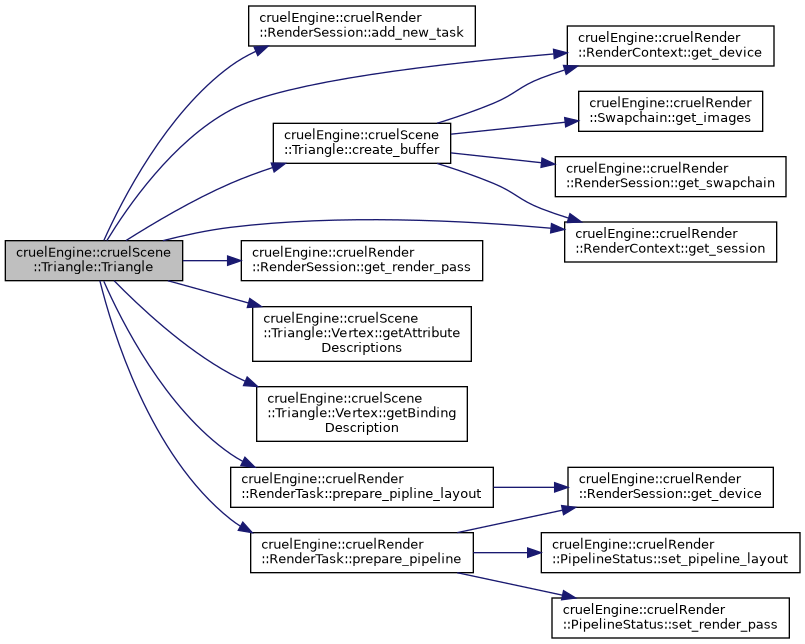 cruelEngine::cruelRender
::RenderSession::add_new_task
cruelEngine::cruelRender
::RenderContext::get_device
cruelEngine::cruelRender
::Swapchain::get_images
cruelEngine::cruelScene
::Triangle::create_buffer
cruelEngine::cruelRender
::RenderSession::get_swapchain
cruelEngine::cruelRender
::RenderContext::get_session
cruelEngine::cruelScene
::Triangle::Triangle
cruelEngine::cruelRender
::RenderSession::get_render_pass
cruelEngine::cruelScene
::Triangle::Vertex::getAttribute
Descriptions
cruelEngine::cruelScene
::Triangle::Vertex::getBinding
Description
cruelEngine::cruelRender
::RenderTask::prepare_pipline_layout
cruelEngine::cruelRender
::RenderSession::get_device
cruelEngine::cruelRender
::RenderTask::prepare_pipeline
cruelEngine::cruelRender
::PipelineStatus::set_pipeline_layout
cruelEngine::cruelRender
::PipelineStatus::set_render_pass